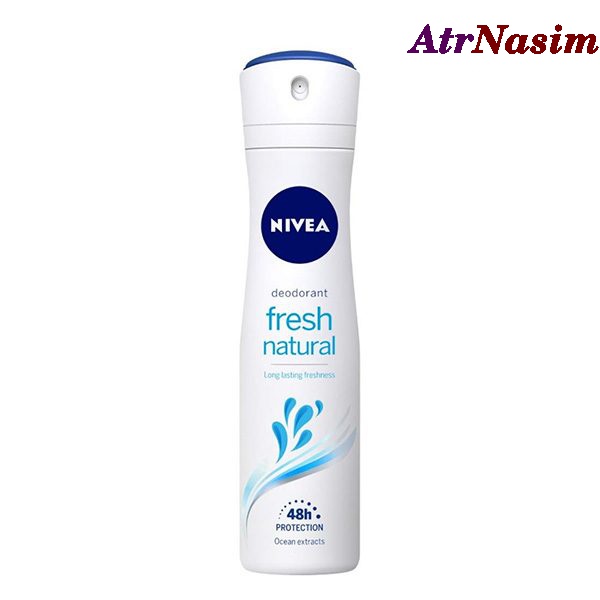 AtrNasim
NIVEA
deodorant
fresh
natural
Long lasting freshness
48h
PROTECTION
Ocean extracts